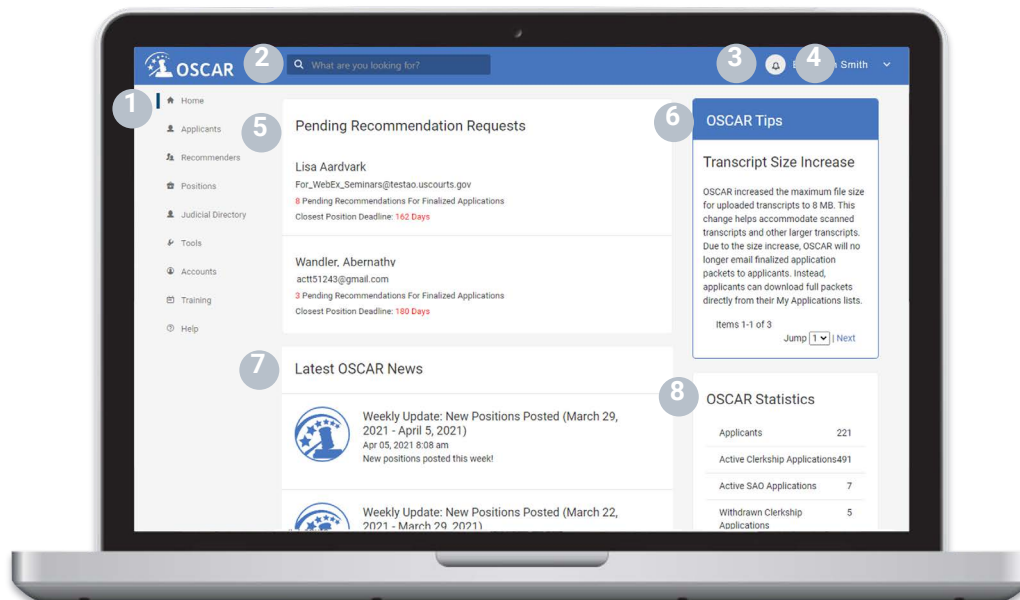 OSCAR
2
What are you looking for?
3
4
Smith
1
Home
Applicants
Recommenders
Positions
Judicial Directory
Tools
Accounts
Training
Help
5
Pending Recommendation Requests
Lisa Aardvark
For_WebEx_Seminars@testao.uscourts.gov
8 Pending Recommendations For Finalized Applications
Closest Position Deadline: 162 Days
Wandler, Abernathy
actt51243@gmail.com
3 Pending Recommendations For Finalized Applications
Closest Position Deadline: 180 Days
6
OSCAR Tips
Transcript Size Increase
OSCAR increased the maximum file size
for uploaded transcripts to 8 MB. This
change helps accommodate scanned
transcripts and other larger transcripts.
Due to the size increase, OSCAR will no
longer email finalized application
packets to applicants. Instead,
applicants can download full packets
directly from their My Applications lists.
Items 1-1 of 3
Jump 1 | Next
7
Latest OSCAR News
Weekly Update: New Positions Posted (March 29,
2021 - April 5, 2021)
Apr 05, 2021 8:08 am
New positions posted this week!
Weekly Update: New Positions Posted (March 22,
2021 - March 29, 2021)
8
OSCAR Statistics
Applicants 221
Active Clerkship Applications 491
Active SAO Applications 7
Withdrawn Clerkship 5
Applications